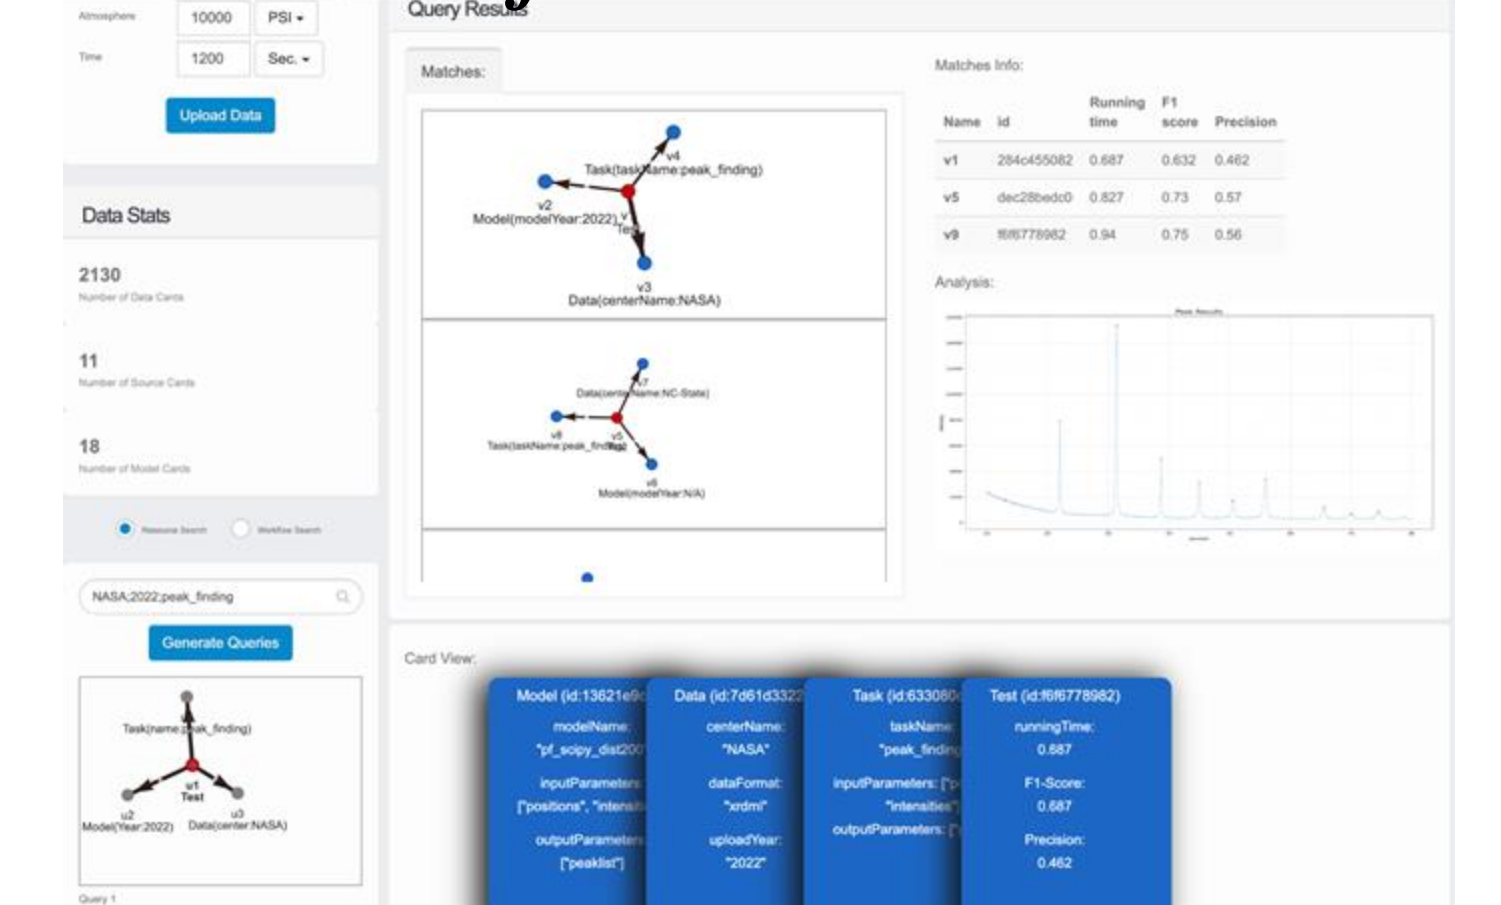 Atmosphere 10000 PSI
Time 1200 Sec.
Upload Data
Data Stats
2130
Number of Data Cards
11
Number of Source Cards
18
Number of Model Cards
Resource Search Workflow Search
NASA;2022;peak_finding
Generate Queries
Task(name:peak_finding)
u1
Test
u2
Model(Year:2022)
u3
Data(center:NASA)
Query 1
Query Results
Matches:
v4
Task(taskName:peak_finding)
v2
Model(modelYear:2022)
v3
Data(centerName:NASA)
v7
Data(centerName:NC-State)
v8
v5
Task(taskName:peak_finding)
v6
Model(modelYear:N/A)
Matches Info:
Name id Running time F1 score Precision
v1 284c455082 0.687 0.632 0.462
v5 dec28bedc0 0.827 0.73 0.57
v9 f6f6778982 0.94 0.75 0.56
Analysis:
Peak Results
Card View:
Model (id:13621e9c
modelName:
"pf_scipy_dist200
inputParameters
["positions", "intensiti
outputParameters
["peaklist"]
Data (id:7d61d3322
centerName:
"NASA"
dataFormat:
"xrdml"
uploadYear:
"2022"
Task (id:633080
taskName:
"peak_finding
inputParameters: ["p
"intensities"
outputParameters: ["
Test (id:f6f6778982)
runningTime:
0.687
F1-Score:
0.687
Precision:
0.462